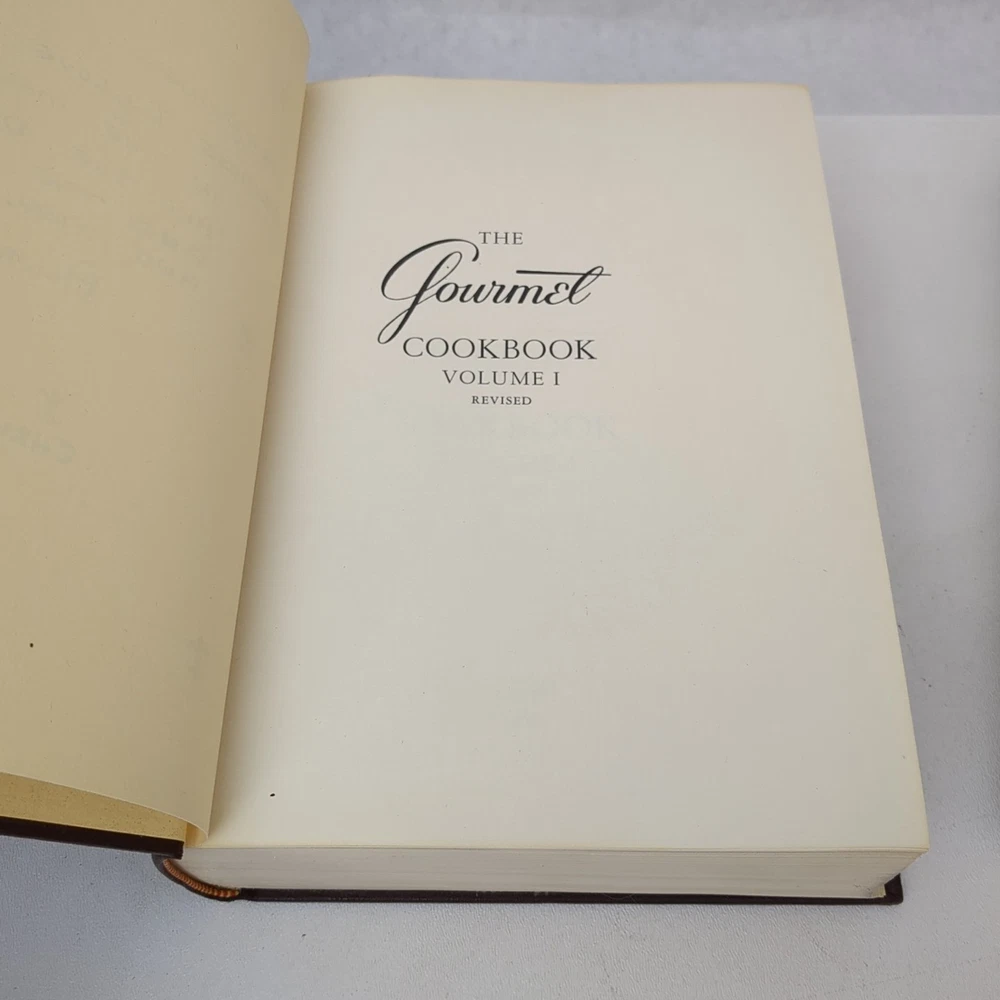 THE
Gourmet
COOKBOOK
VOLUME I
REVISED